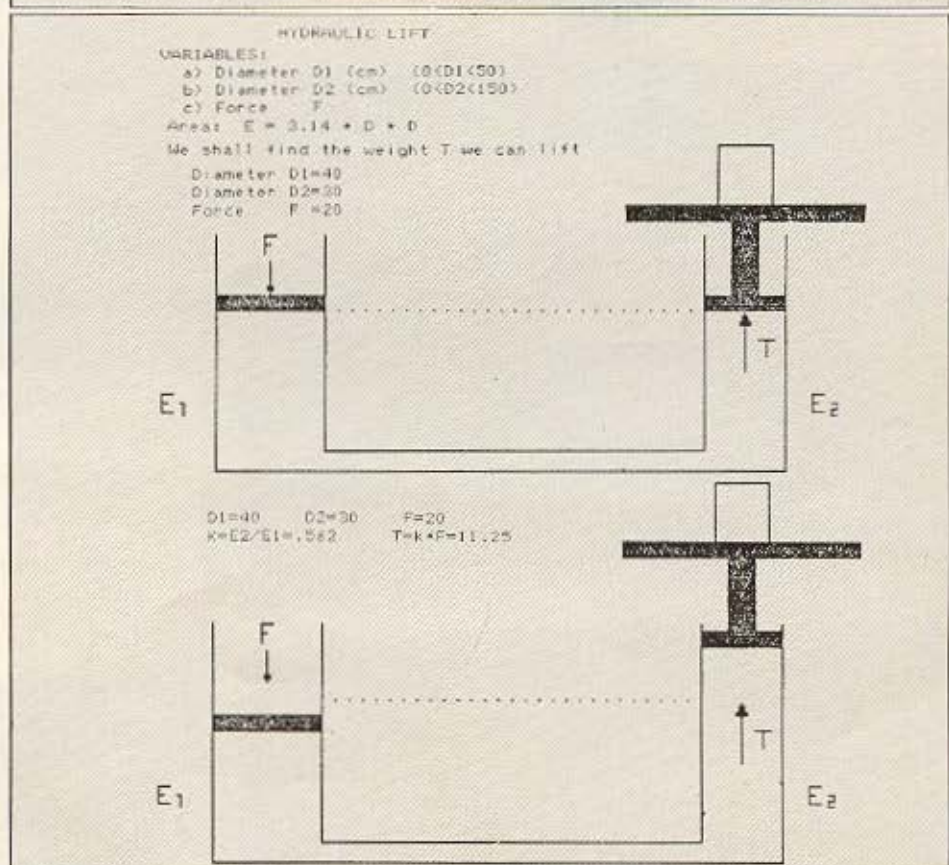 HYDRAULIC LIFT
VARIABLES:
a) Diameter D1 (cm) (0<D1<50)
b) Diameter D2 (cm) (0<D2<150)
c) Force F
Area: E = 3.14 * D * D
We shall find the weight T we can lift
Diameter D1=40
Diameter D2=30
Force F =20
F
T
E1 E2
D1=40 D2=30 F=20
K=E2/E1=.562 T=k*F=11.25
F
T
E1 E2